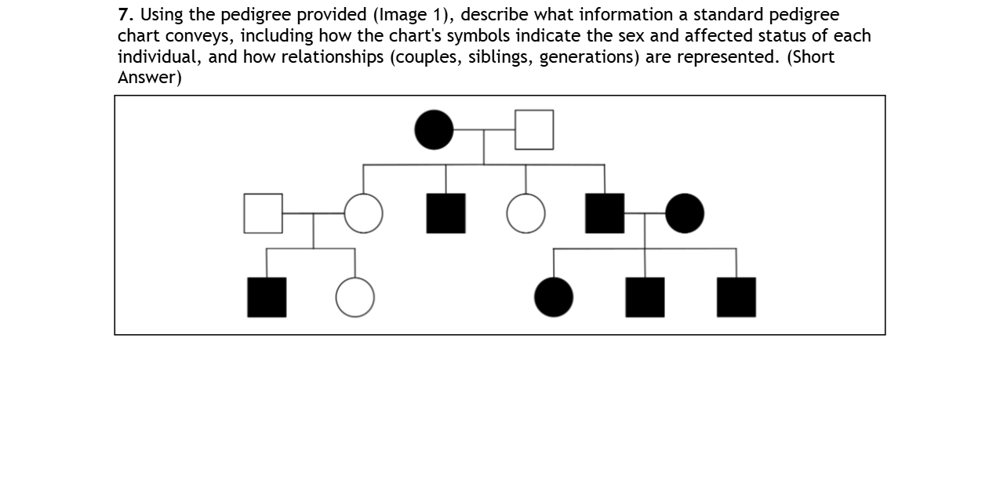 7. Using the pedigree provided (Image 1), describe what information a standard pedigree
chart conveys, including how the chart's symbols indicate the sex and affected status of each
individual, and how relationships (couples, siblings, generations) are represented. (Short
Answer)